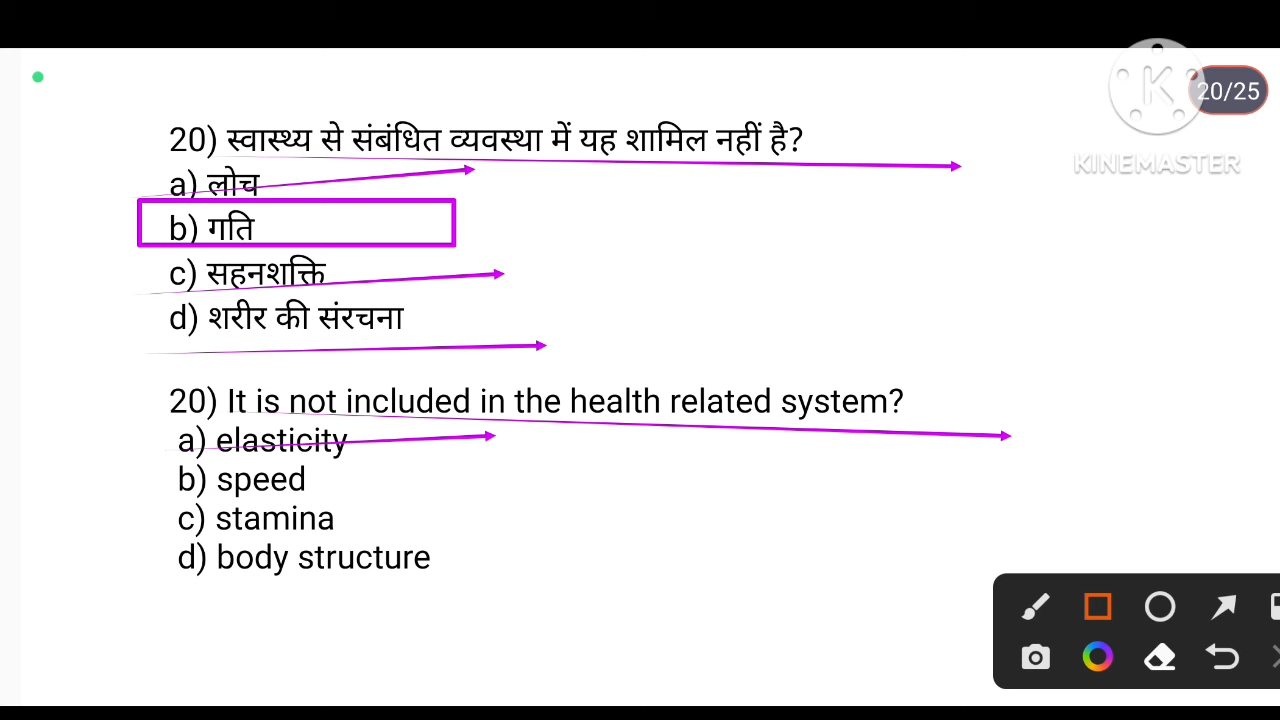 20/25
KINEMASTER
20) स्वास्थ्य से संबंधित व्यवस्था में यह शामिल नहीं है?
a) लोच
b) गति
c) सहनशक्ति
d) शरीर की संरचना
20) It is not included in the health related system?
a) elasticity
b) speed
c) stamina
d) body structure